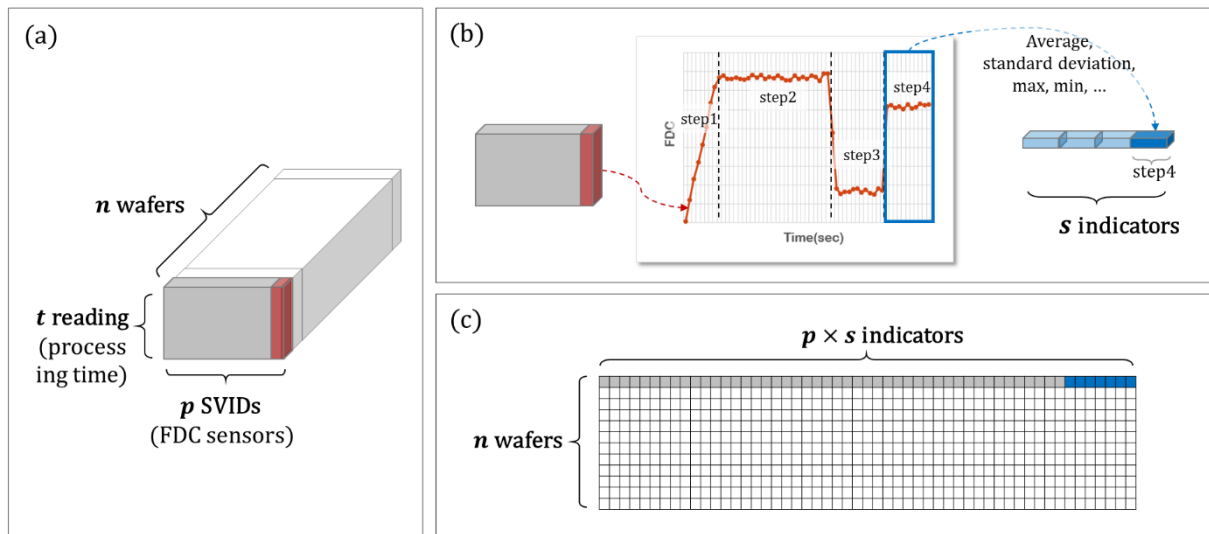 (a)
n wafers
t reading
(process
ing time)
p SVIDs
(FDC sensors)
(b)
FDC
step1
step2
step3
step4
Time(sec)
Average,
standard deviation,
max, min, ...
step4
s indicators
(c)
p × s indicators
n wafers